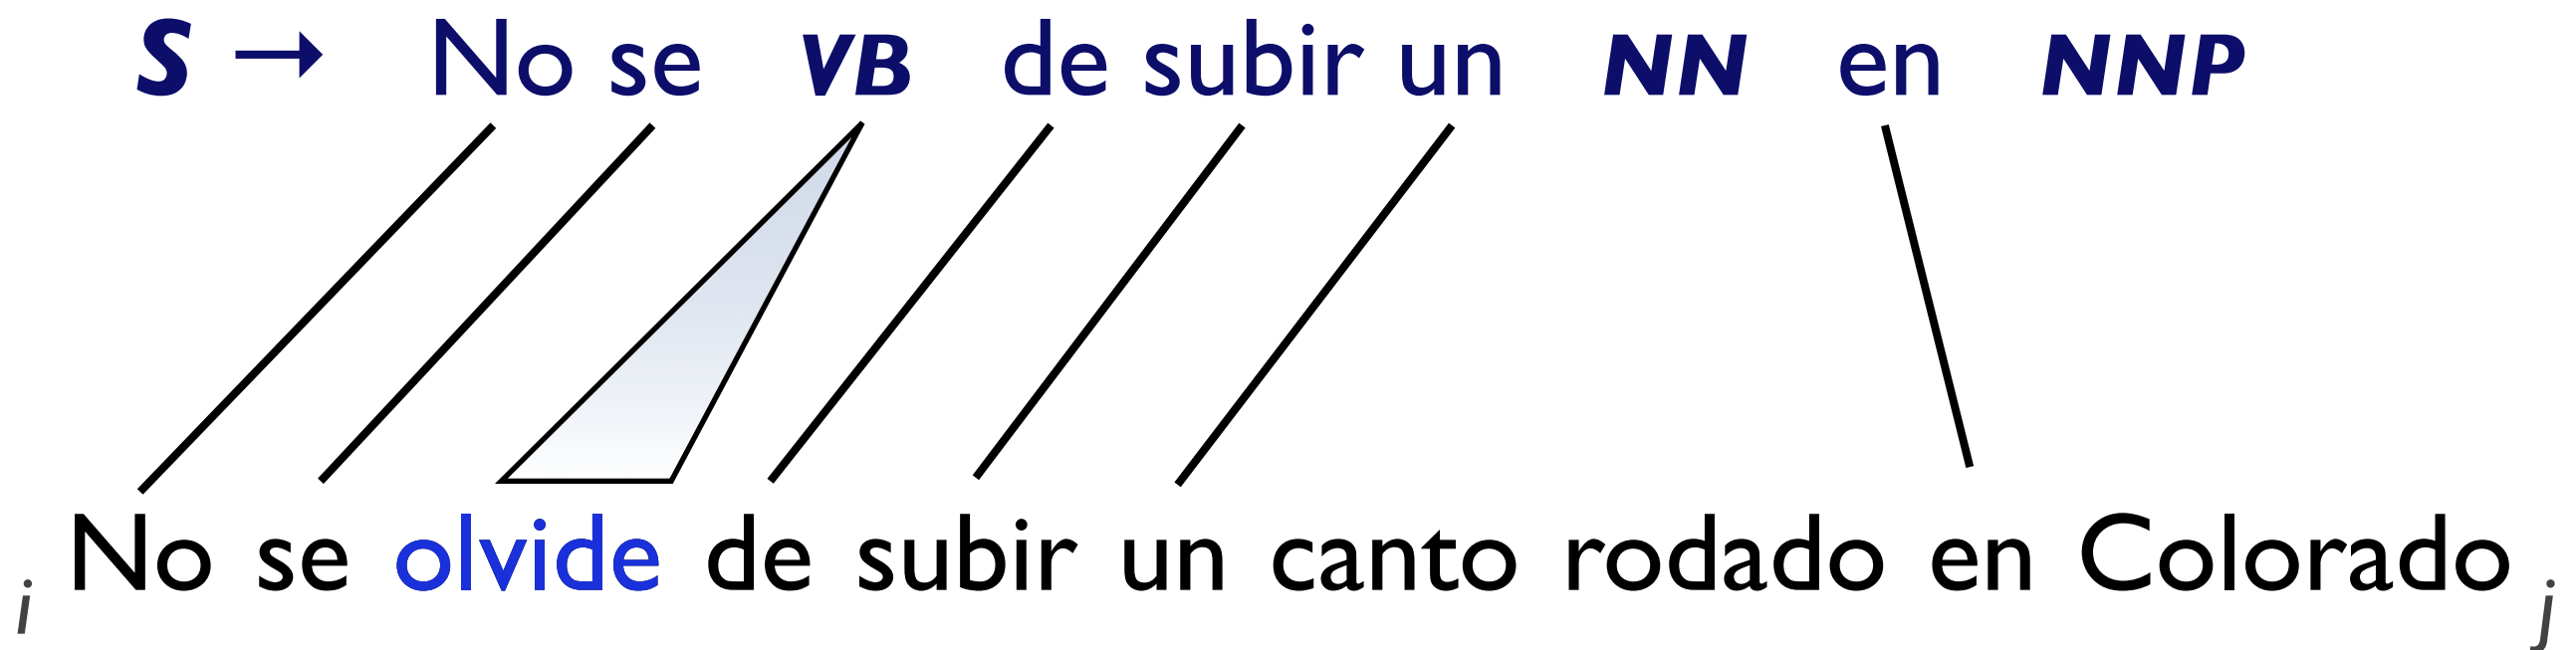 S → No se VB de subir un NN en NNP
i No se olvide de subir un canto rodado en Colorado j